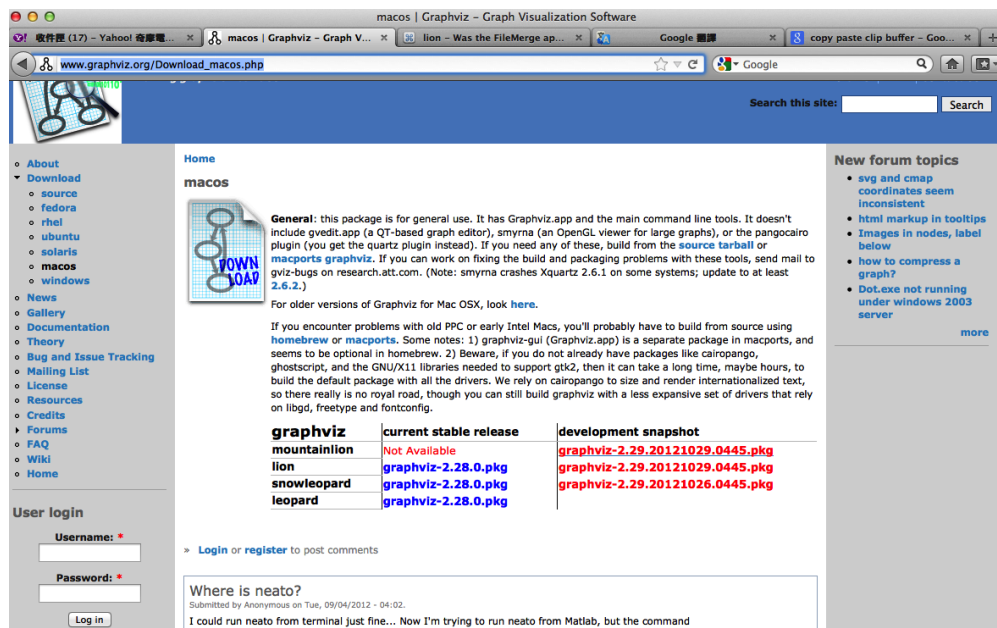 macos | Graphviz – Graph Visualization Software
收件匣 (17) – Yahoo! 奇摩電...
macos | Graphviz – Graph V...
lion – Was the FileMerge ap...
Google 翻譯
copy paste clip buffer – Goo...
www.graphviz.org/Download_macos.php
Google
Search this site:
Search
About
Download
source
fedora
rhel
ubuntu
solaris
macos
windows
News
Gallery
Documentation
Theory
Bug and Issue Tracking
Mailing List
License
Resources
Credits
Forums
FAQ
Wiki
Home
User login
Username: *
Password: *
Log in
Home
macos
DOWN
LOAD
General: this package is for general use. It has Graphviz.app and the main command line tools. It doesn't
include gvedit.app (a QT-based graph editor), smyrna (an OpenGL viewer for large graphs), or the pangocairo
plugin (you get the quartz plugin instead). If you need any of these, build from the source tarball or
macports graphviz. If you can work on fixing the build and packaging problems with these tools, send mail to
gviz-bugs on research.att.com. (Note: smyrna crashes Xquartz 2.6.1 on some systems; update to at least
2.6.2.)
For older versions of Graphviz for Mac OSX, look here.
If you encounter problems with old PPC or early Intel Macs, you'll probably have to build from source using
homebrew or macports. Some notes: 1) graphviz-gui (Graphviz.app) is a separate package in macports, and
seems to be optional in homebrew. 2) Beware, if you do not already have packages like cairopango,
ghostscript, and the GNU/X11 libraries needed to support gtk2, then it can take a long time, maybe hours, to
build the default package with all the drivers. We rely on cairopango to size and render internationalized text,
so there really is no royal road, though you can still build graphviz with a less expensive set of drivers that rely
on libgd, freetype and fontconfig.
graphviz current stable release development snapshot
mountainlion Not Available graphviz-2.29.20121029.0445.pkg
lion graphviz-2.28.0.pkg graphviz-2.29.20121029.0445.pkg
snowleopard graphviz-2.28.0.pkg graphviz-2.29.20121026.0445.pkg
leopard graphviz-2.28.0.pkg
» Login or register to post comments
Where is neato?
Submitted by Anonymous on Tue, 09/04/2012 - 04:02.
I could run neato from terminal just fine... Now I'm trying to run neato from Matlab, but the command
New forum topics
svg and cmap
coordinates seem
inconsistent
html markup in tooltips
Images in nodes, label
below
how to compress a
graph?
Dot.exe not running
under windows 2003
server
more